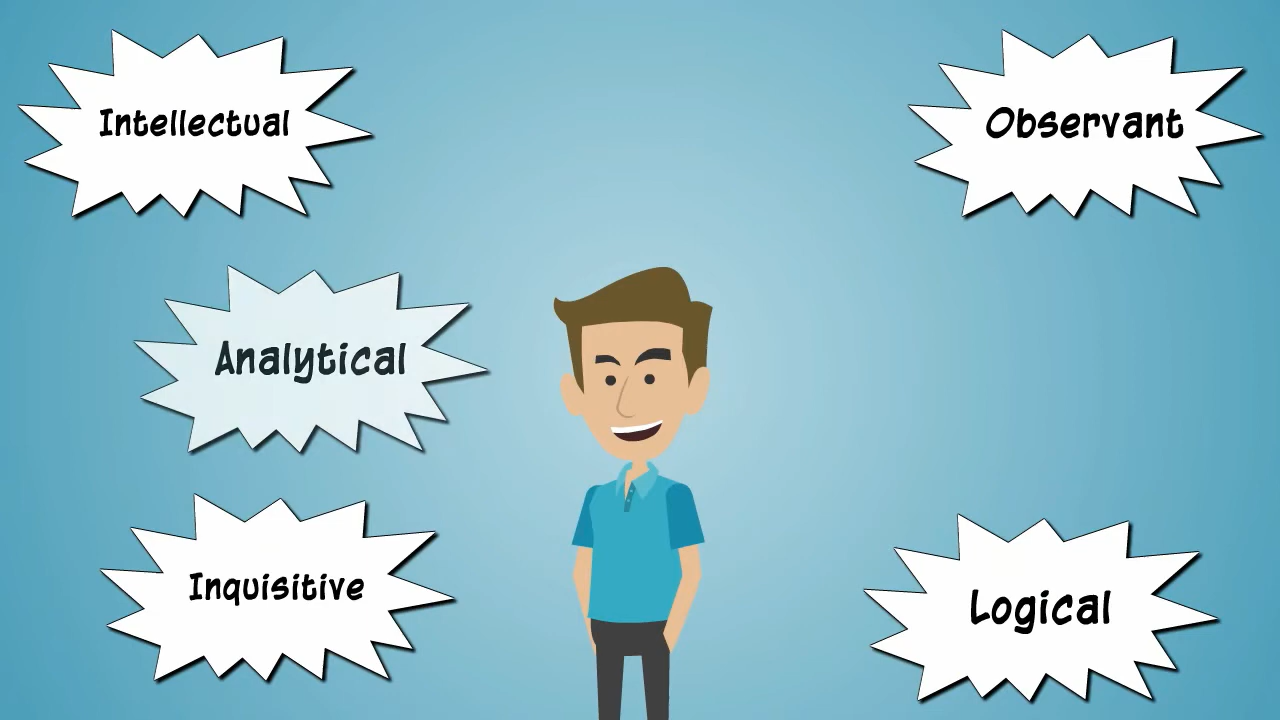 Intellectual
Observant
Analytical
Inquisitive
Logical